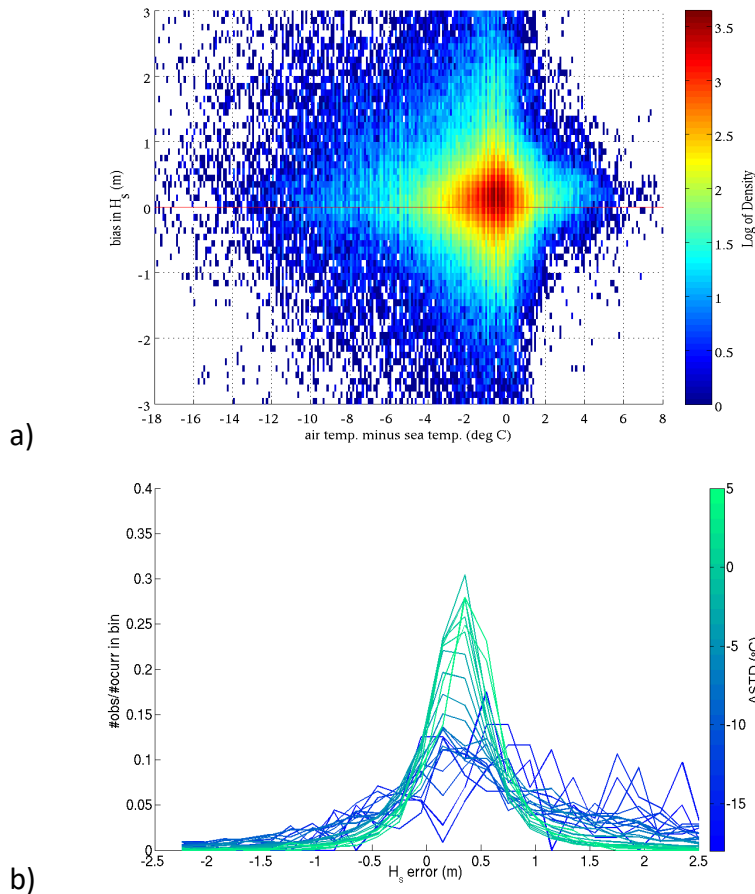 3
2
1
0
-1
-2
-3
bias in Hs (m)
-18 -16 -14 -12 -10 -8 -6 -4 -2 0 2 4 6 8
air temp. minus sea temp. (deg C)
3.5
3
2.5
2
1.5
1
0.5
0
Log of Density
a)
0.4
0.35
0.3
0.25
0.2
0.15
0.1
0.05
0
#obs/#ocurr in bin
-2.5 -2 -1.5 -1 -0.5 0 0.5 1 1.5 2 2.5
Hs error (m)
5
0
-5
-10
-15
ASTD (ºC)
b)